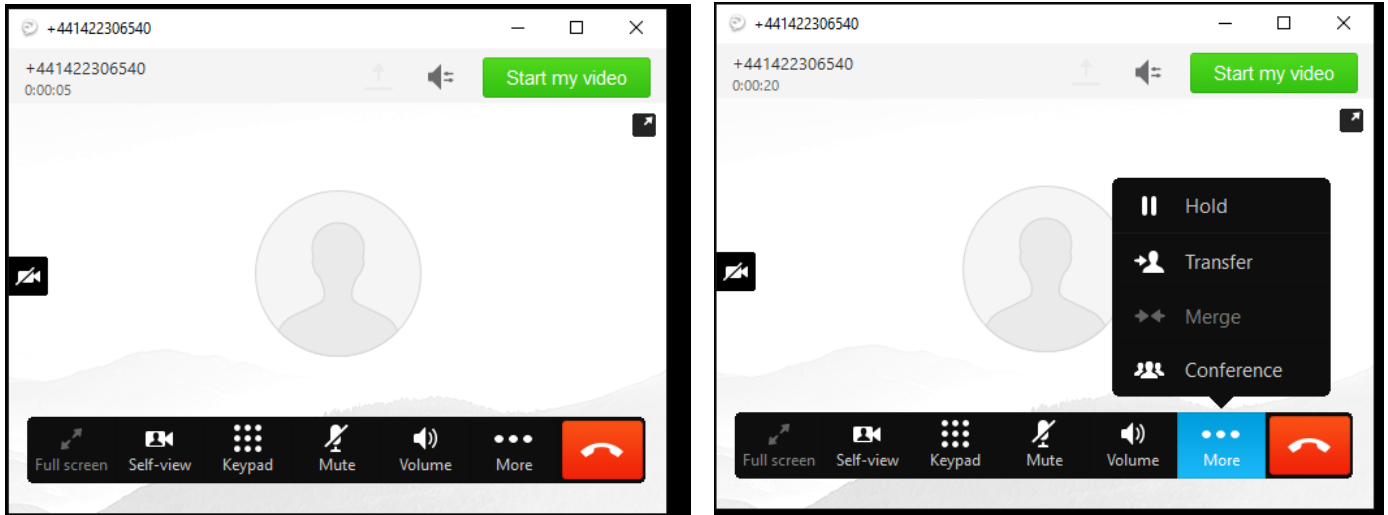 +441422306540
+441422306540
0:00:05
Start my video
Full screen
Self-view
Keypad
Mute
Volume
More
+441422306540
+441422306540
0:00:20
Start my video
Hold
Transfer
Merge
Conference
Full screen
Self-view
Keypad
Mute
Volume
More